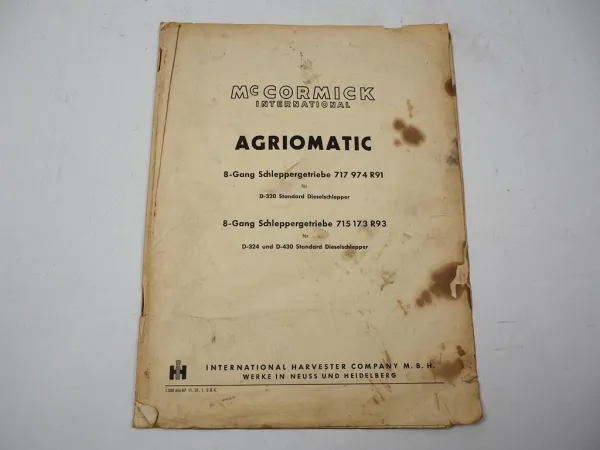 McCORMICK
INTERNATIONAL
AGRIOMATIC
8-Gang Schleppergetriebe 717 974 R91
für
D-320 Standard Dieselschlepper
8-Gang Schleppergetriebe 715 173 R93
für
D-324 und D-430 Standard Dieselschlepper
INTERNATIONAL HARVESTER COMPANY M. B. H.
WERKE IN NEUSS UND HEIDELBERG